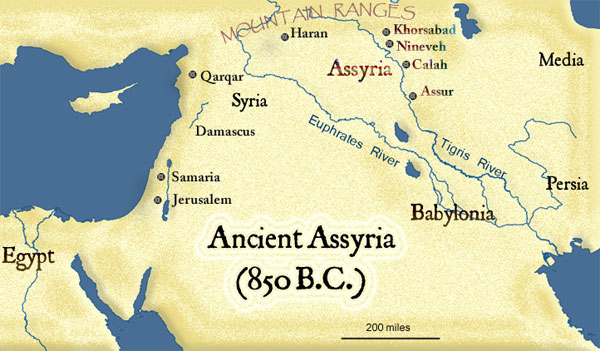 MOUNTAIN RANGES
Haran
Khorsabad
Nineveh
Calah
Assyria
Media
Qarqar
Syria
Assur
Damascus
Euphrates River
Tigris River
Samaria
Jerusalem
Persia
Babylonia
Egypt
Ancient Assyria
(850 B.C.)
200 miles